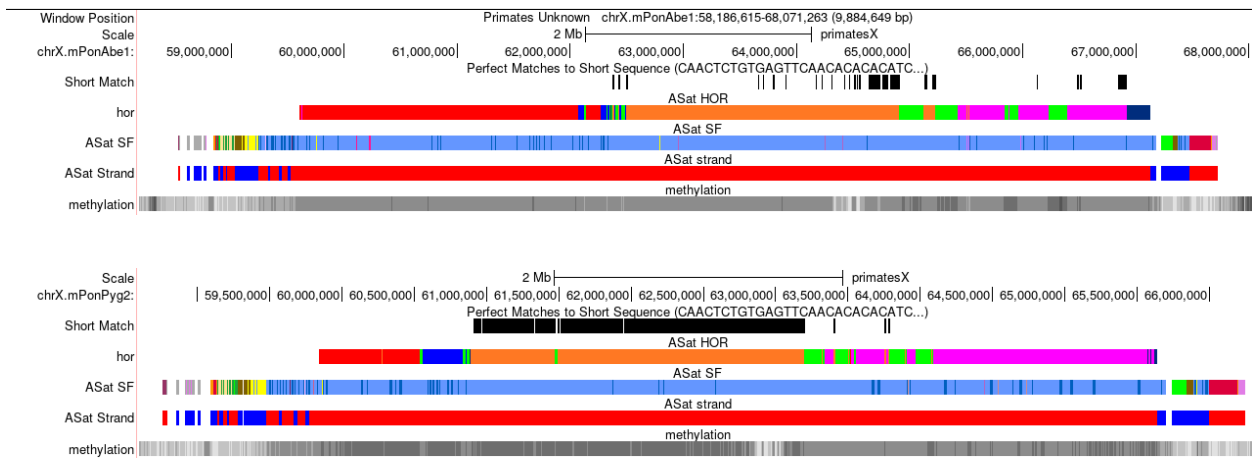 Window Position Primates Unknown chrX.mPonAbe1:58,186,615-68,071,263 (9,884,649 bp)
Scale 2 Mb primatesX
chrX.mPonAbe1: 59,000,000 60,000,000 61,000,000 62,000,000 63,000,000 64,000,000 65,000,000 66,000,000 67,000,000 68,000,000
Perfect Matches to Short Sequence (CAACTCTGTGAGTTCAACACACACATC...)
Short Match
ASat HOR
hor
ASat SF
ASat SF
ASat strand
ASat Strand
methylation
methylation
Scale 2 Mb primatesX
chrX.mPonPyg2: 59,500,000 60,000,000 60,500,000 61,000,000 61,500,000 62,000,000 62,500,000 63,000,000 63,500,000 64,000,000 64,500,000 65,000,000 65,500,000 66,000,000
Perfect Matches to Short Sequence (CAACTCTGTGAGTTCAACACACACATC...)
Short Match
ASat HOR
hor
ASat SF
ASat SF
ASat strand
ASat Strand
methylation
methylation